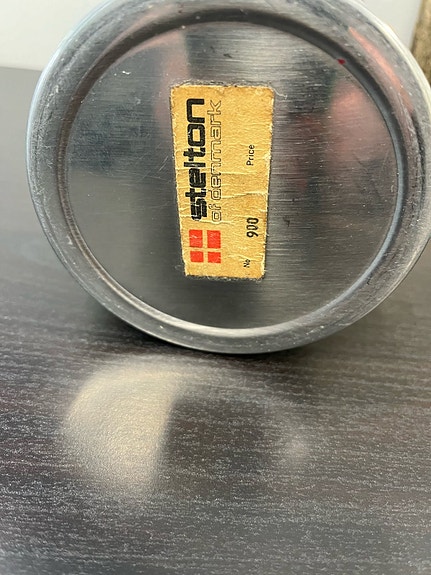 stelton
of denmark
Price
No 900